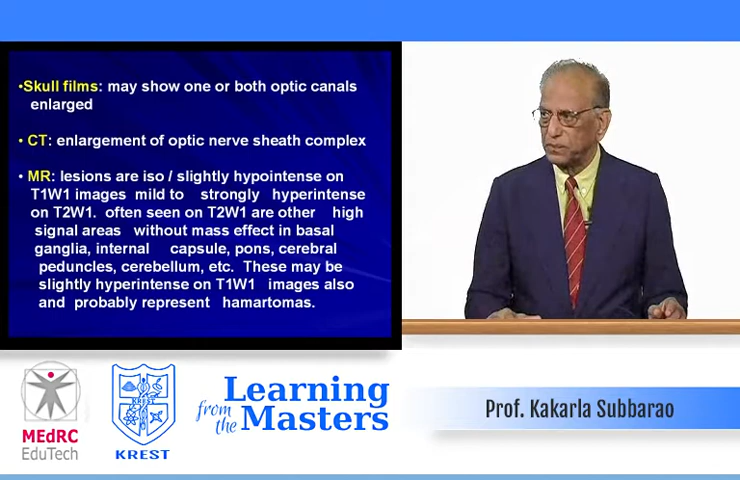 •Skull films: may show one or both optic canals
enlarged
• CT: enlargement of optic nerve sheath complex
• MR: lesions are iso / slightly hypointense on
T1W1 images mild to strongly hyperintense
on T2W1. often seen on T2W1 are other high
signal areas without mass effect in basal
ganglia, internal capsule, pons, cerebral
peduncles, cerebellum, etc. These may be
slightly hyperintense on T1W1 images also
and probably represent hamartomas.
MEdRC
EduTech
KREST
KREST
Learning
from the Masters
Prof. Kakarla Subbarao